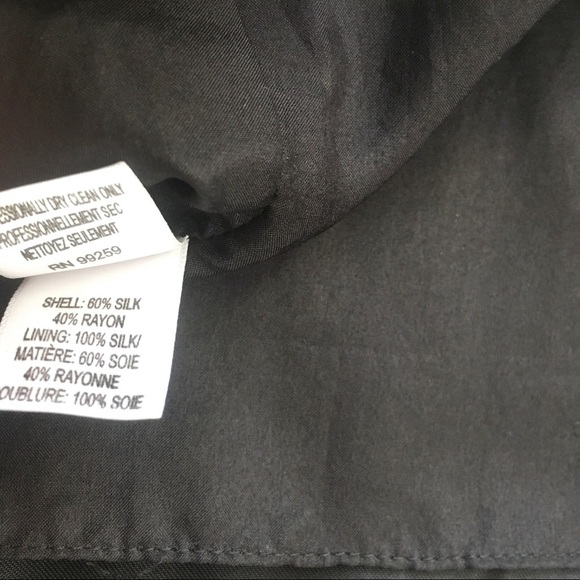 ESSIONALLY DRY CLEAN ONLY
PROFESSIONNELLEMENT SEC
NETTOYEZ SEULEMENT
RN 99259
SHELL: 60% SILK
40% RAYON
LINING: 100% SILK/
MATIÈRE: 60% SOIE
40% RAYONNE
OUBLURE: 100% SOIE